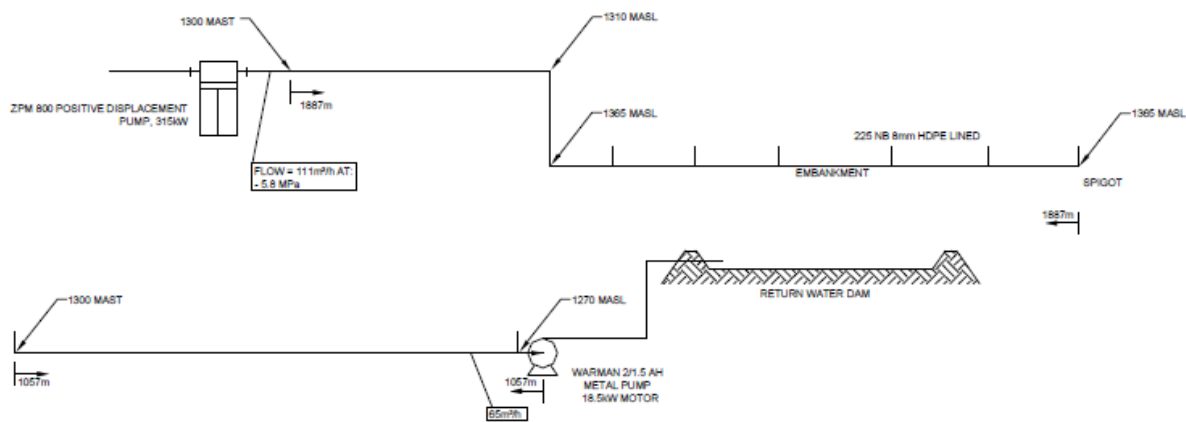 1300 MAST
1310 MASL
ZPM 800 POSITIVE DISPLACEMENT
PUMP, 315kW
1887m
1365 MASL
1365 MASL
225 NB 8mm HDPE LINED
FLOW = 111m³/h AT:
- 5.8 MPa
EMBANKMENT
SPIGOT
1887m
1300 MAST
1270 MASL
RETURN WATER DAM
1057m
1057m
WARMAN 2/1.5 AH
METAL PUMP
18.5kW MOTOR
65m³/h